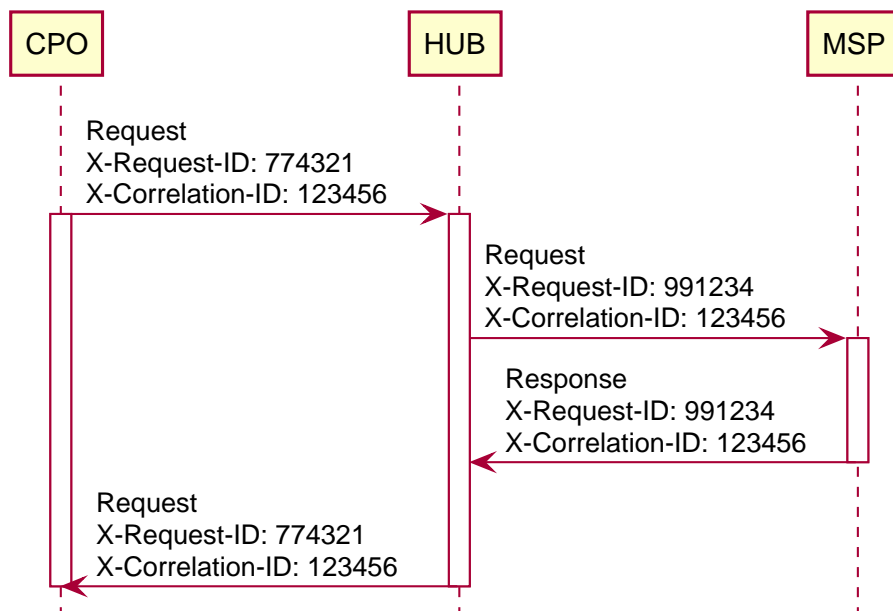 CPO
HUB
MSP
Request
X-Request-ID: 774321
X-Correlation-ID: 123456
Request
X-Request-ID: 991234
X-Correlation-ID: 123456
Response
X-Request-ID: 991234
X-Correlation-ID: 123456
Request
X-Request-ID: 774321
X-Correlation-ID: 123456